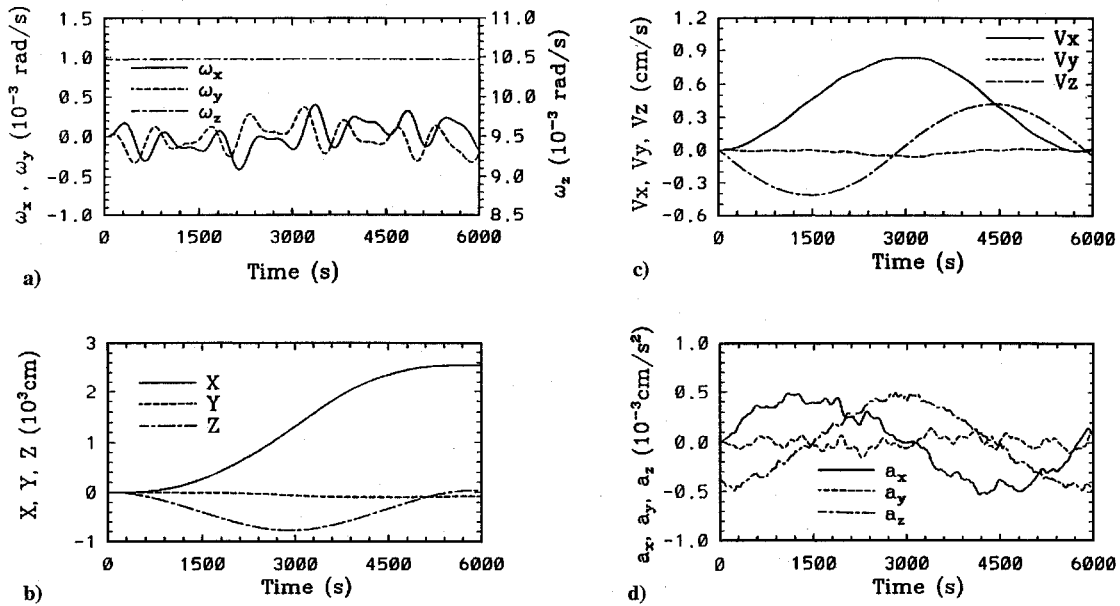 1.5
1.0
0.5
0.0
-0.5
-1.0
ωx , ωy (10⁻³ rad/s)
ωx
ωy
ωz
11.0
10.5
10.0
9.5
9.0
8.5
ωz (10⁻³ rad/s)
0 1500 3000 4500 6000
Time (s)
a)
1.2
0.9
0.6
0.3
0.0
-0.3
-0.6
Vx, Vy, Vz (cm/s)
Vx
Vy
Vz
0 1500 3000 4500 6000
Time (s)
c)
3
2
1
0
-1
X, Y, Z (10³cm)
X
Y
Z
0 1500 3000 4500 6000
Time (s)
b)
1.0
0.5
0.0
-0.5
-1.0
ax, ay, az (10⁻³cm/s²)
ax
ay
az
0 1500 3000 4500 6000
Time (s)
d)